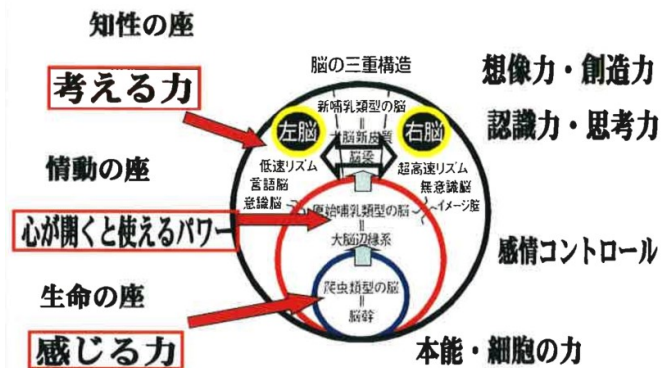 知性の座
考える力
情動の座
心が開くと使えるパワー
生命の座
感じる力
脳の三重構造
新哺乳類型の脳
||
大脳新皮質
脳梁
左脳
右脳
低速リズム
言語脳
意識脳
超高速リズム
無意識脳
イメージ脳
原始哺乳類型の脳
||
大脳辺縁系
爬虫類型の脳
||
脳幹
想像力・創造力
認識力・思考力
感情コントロール
本能・細胞の力